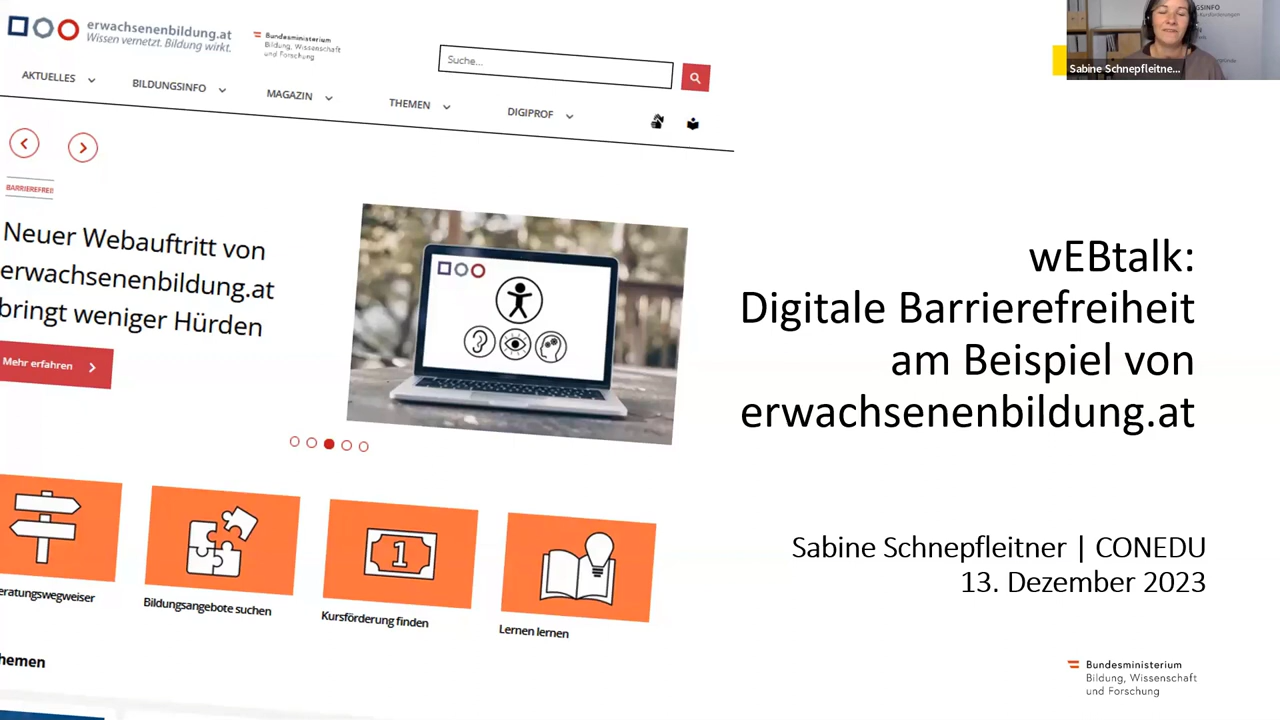 erwachsenenbildung.at
Wissen vernetzt. Bildung wirkt.
Bundesministerium
Bildung, Wissenschaft
und Forschung
Suche...
AKTUELLES
BILDUNGSINFO
MAGAZIN
THEMEN
DIGIPROF
BARRIEREFREI
Neuer Webauftritt von
erwachsenenbildung.at
bringt weniger Hürden
Mehr erfahren
1
eratungswegweiser
Bildungsangebote suchen
Kursförderung finden
Lernen lernen
hemen
Sabine Schnepfleitne...
wEBtalk:
Digitale Barrierefreiheit
am Beispiel von
erwachsenenbildung.at
Sabine Schnepfleitner | CONEDU
13. Dezember 2023
Bundesministerium
Bildung, Wissenschaft
und Forschung